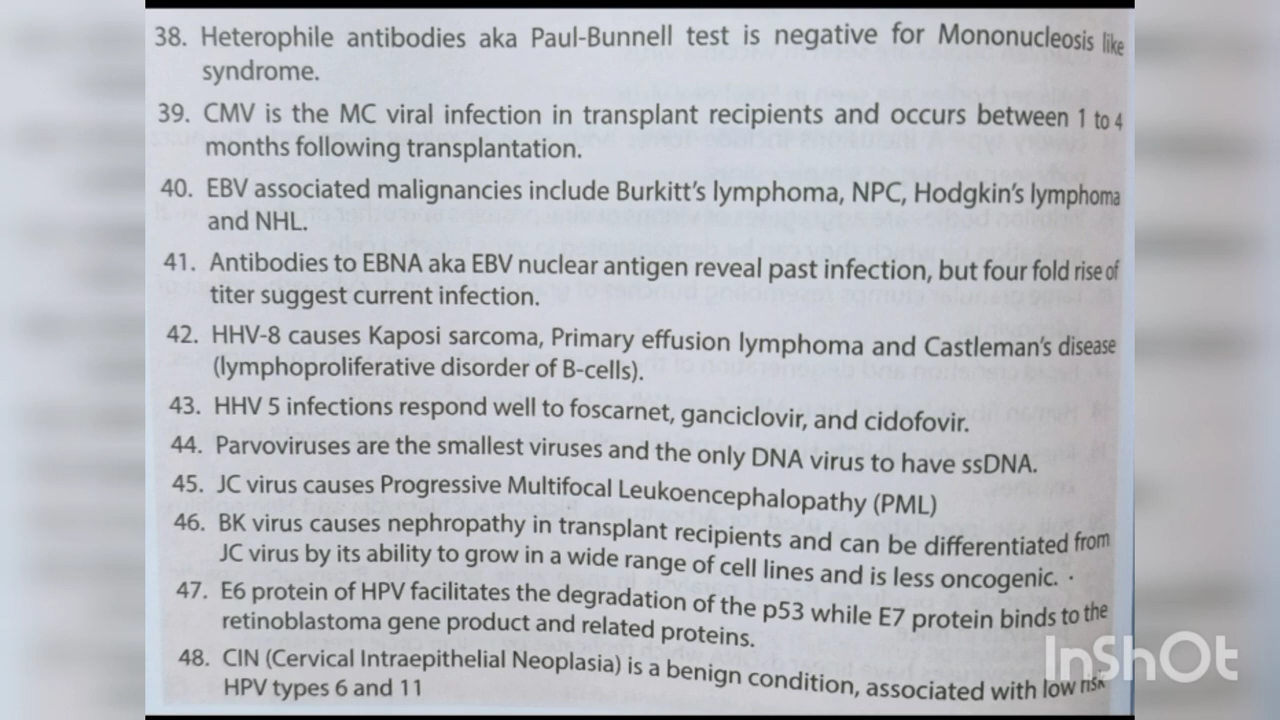 38. Heterophile antibodies aka Paul-Bunnell test is negative for Mononucleosis like
syndrome.
39. CMV is the MC viral infection in transplant recipients and occurs between 1 to 4
months following transplantation.
40. EBV associated malignancies include Burkitt's lymphoma, NPC, Hodgkin's lymphoma
and NHL.
41. Antibodies to EBNA aka EBV nuclear antigen reveal past infection, but four fold rise of
titer suggest current infection.
42. HHV-8 causes Kaposi sarcoma, Primary effusion lymphoma and Castleman's disease
(lymphoproliferative disorder of B-cells).
43. HHV 5 infections respond well to foscarnet, ganciclovir, and cidofovir.
44. Parvoviruses are the smallest viruses and the only DNA virus to have ssDNA.
45. JC virus causes Progressive Multifocal Leukoencephalopathy (PML)
46. BK virus causes nephropathy in transplant recipients and can be differentiated from
JC virus by its ability to grow in a wide range of cell lines and is less oncogenic.
47. E6 protein of HPV facilitates the degradation of the p53 while E7 protein binds to the
retinoblastoma gene product and related proteins.
48. CIN (Cervical Intraepithelial Neoplasia) is a benign condition, associated with low risk
HPV types 6 and 11
InShOt